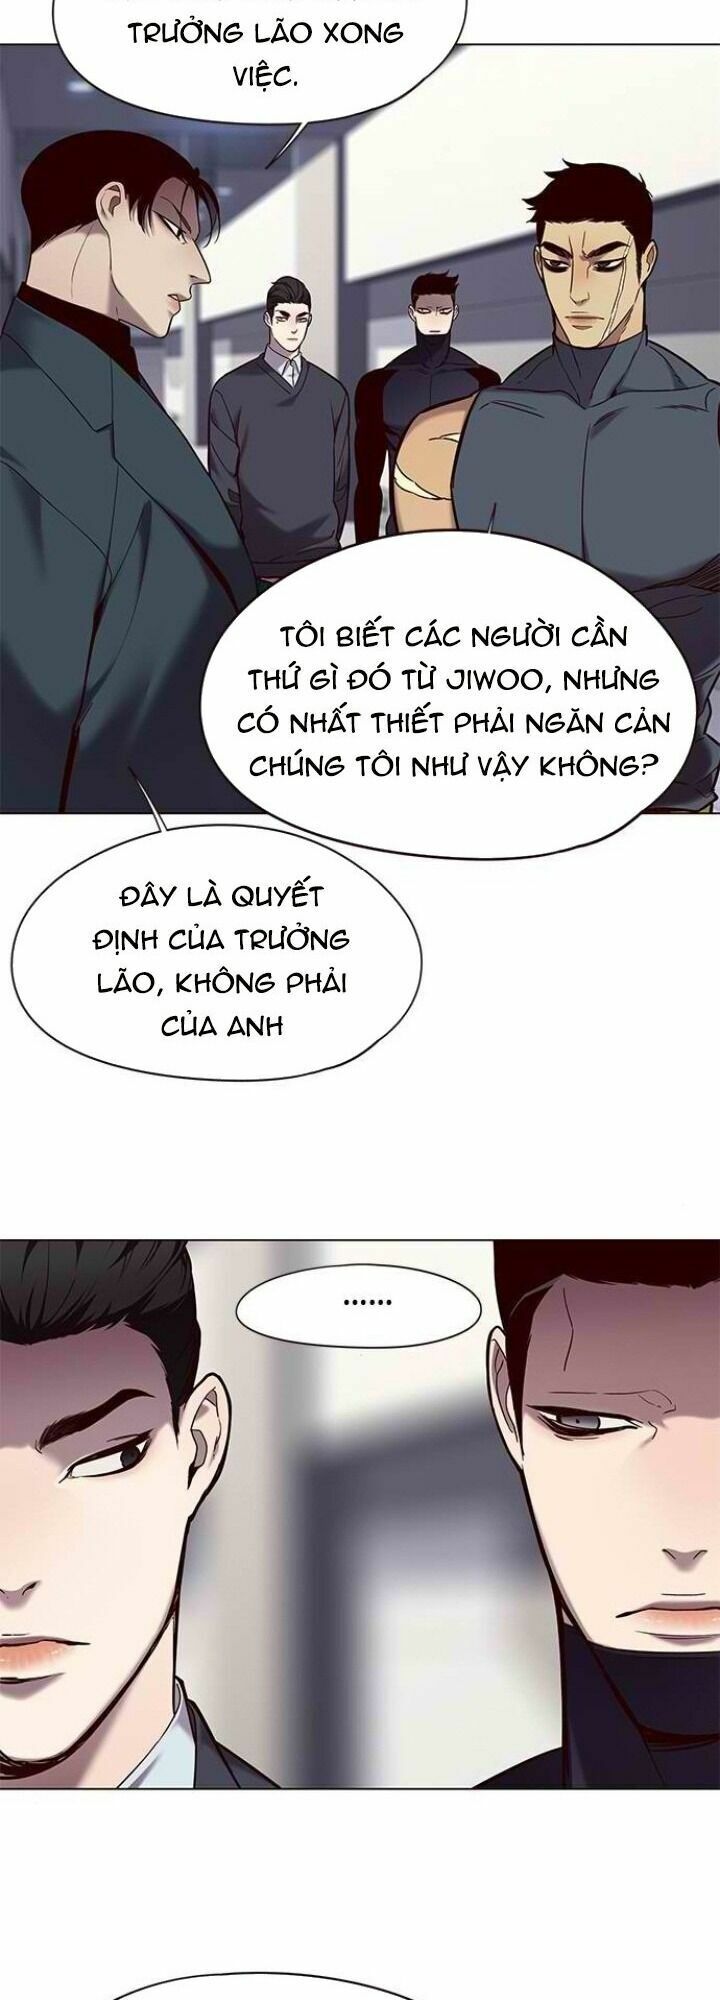 TRƯỞNG LÃO XONG
VIỆC.
TÔI BIẾT CÁC NGƯỜI CẦN
THỨ GÌ ĐÓ TỪ JIWOO, NHƯNG
CÓ NHẤT THIẾT PHẢI NGĂN CẢN
CHÚNG TÔI NHƯ VẬY KHÔNG?
ĐÂY LÀ QUYẾT
ĐỊNH CỦA TRƯỞNG
LÃO, KHÔNG PHẢI
CỦA ANH
......